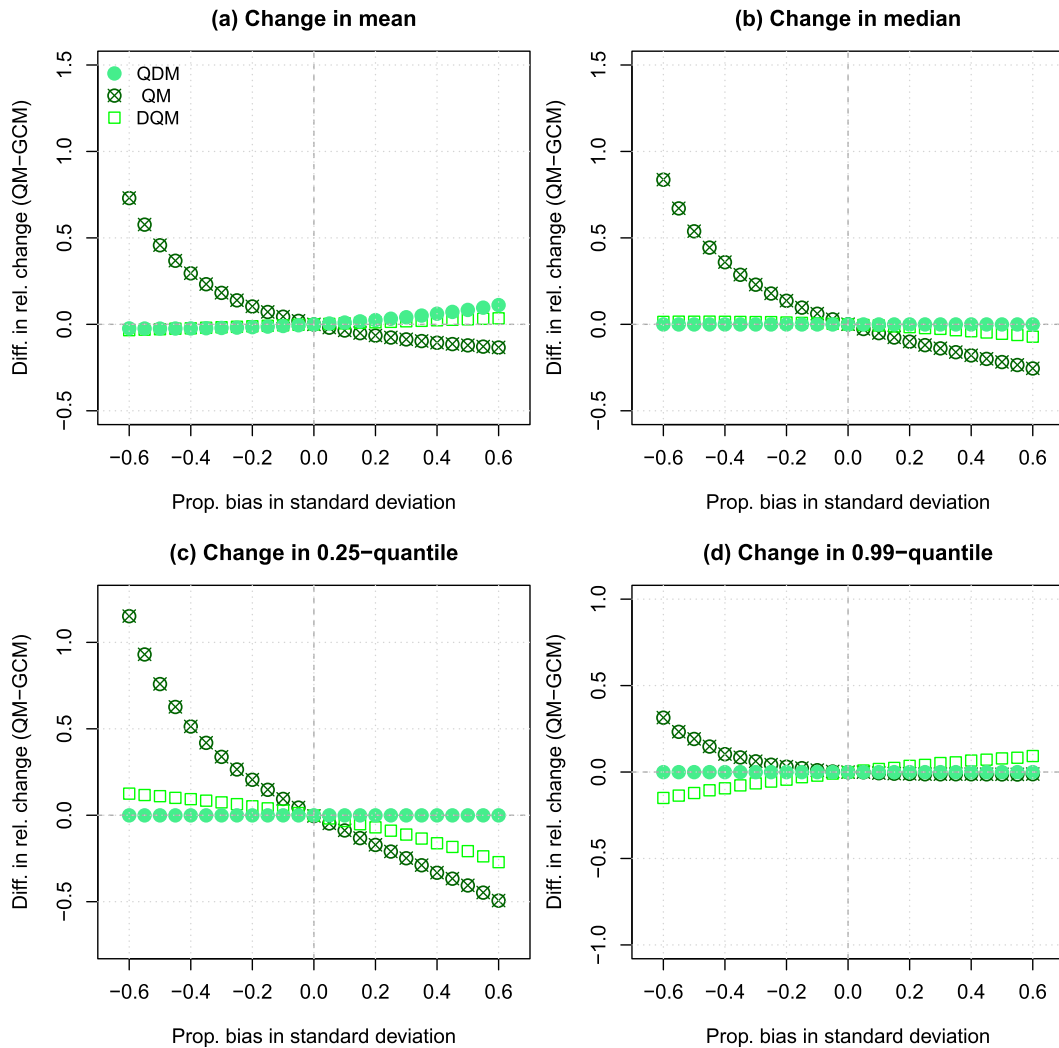 (a) Change in mean
Diff. in rel. change (QM−GCM)
1.5
1.0
0.5
0.0
−0.5
QDM
QM
DQM
−0.6 −0.4 −0.2 0.0 0.2 0.4 0.6
Prop. bias in standard deviation
(b) Change in median
Diff. in rel. change (QM−GCM)
1.5
1.0
0.5
0.0
−0.5
−0.6 −0.4 −0.2 0.0 0.2 0.4 0.6
Prop. bias in standard deviation
(c) Change in 0.25−quantile
Diff. in rel. change (QM−GCM)
1.0
0.5
0.0
−0.5
−0.6 −0.4 −0.2 0.0 0.2 0.4 0.6
Prop. bias in standard deviation
(d) Change in 0.99−quantile
Diff. in rel. change (QM−GCM)
1.0
0.5
0.0
−0.5
−1.0
−0.6 −0.4 −0.2 0.0 0.2 0.4 0.6
Prop. bias in standard deviation